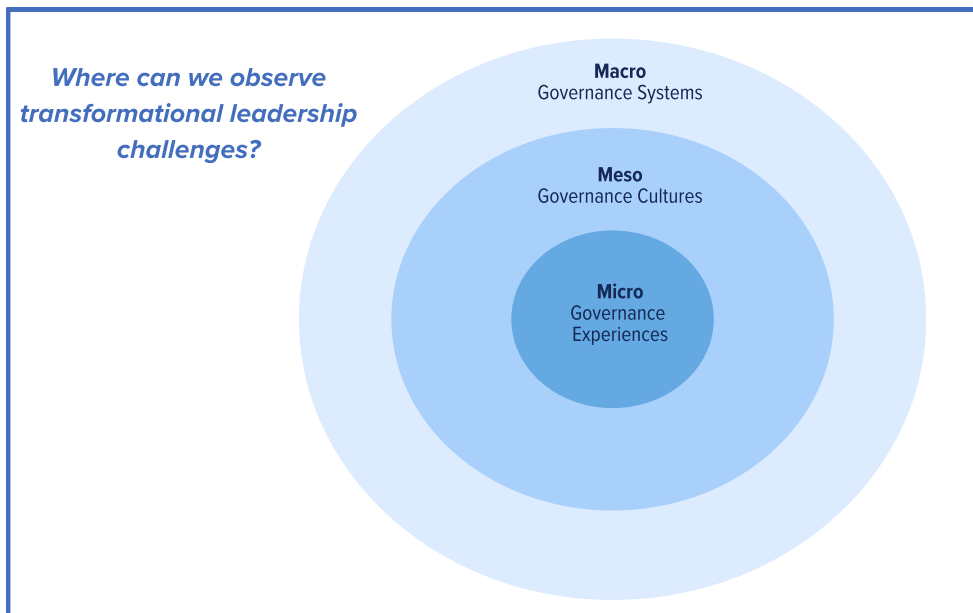 Where can we observe
transformational leadership
challenges?
Macro
Governance Systems
Meso
Governance Cultures
Micro
Governance
Experiences